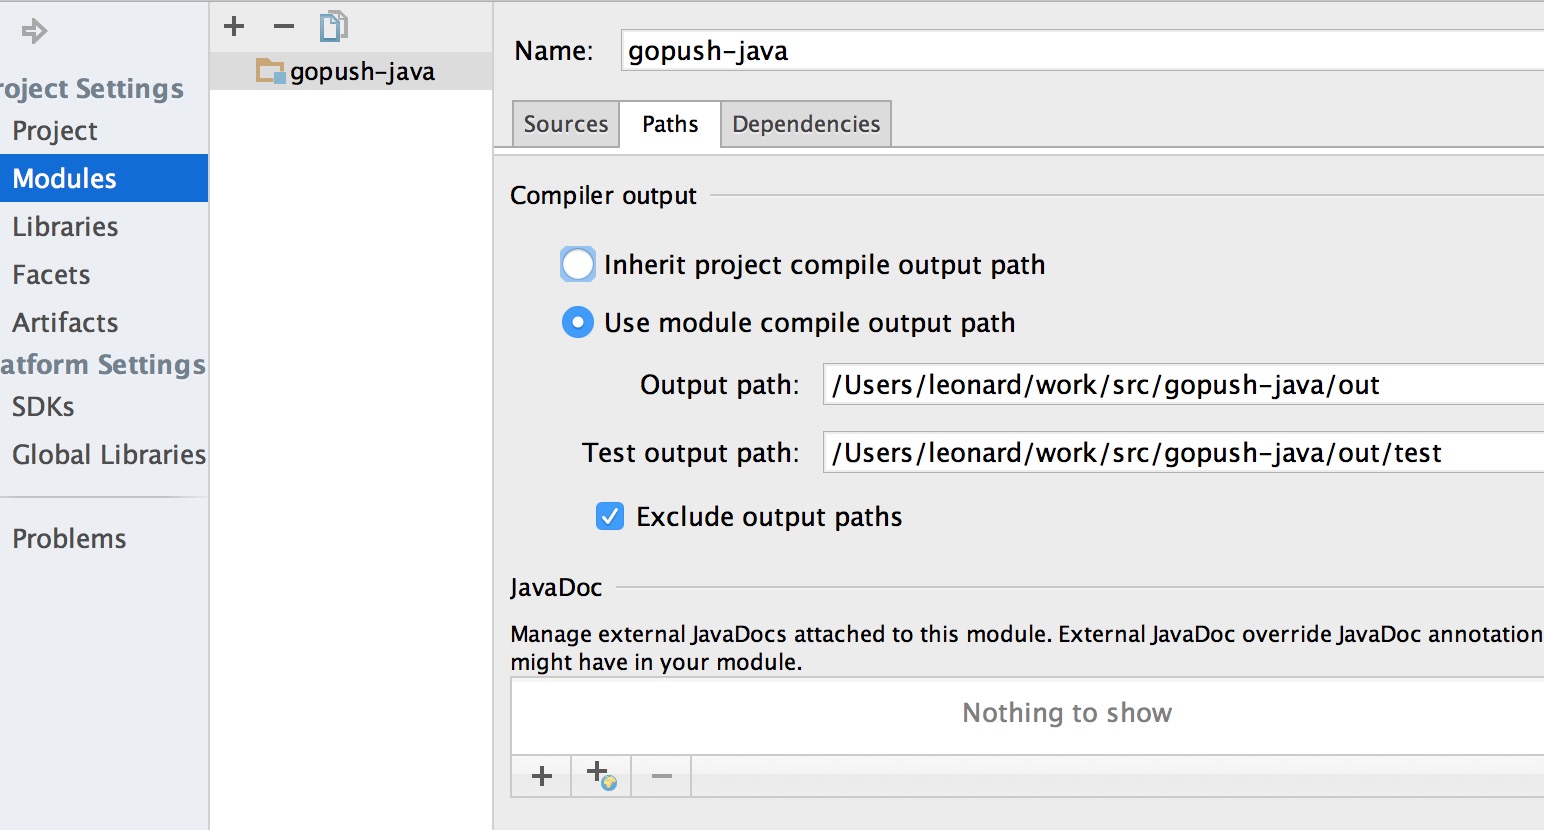 roject Settings
Project
Modules
Libraries
Facets
Artifacts
atform Settings
SDKs
Global Libraries
Problems
gopush-java
Name: gopush-java
Sources Paths Dependencies
Compiler output
Inherit project compile output path
Use module compile output path
Output path: /Users/leonard/work/src/gopush-java/out
Test output path: /Users/leonard/work/src/gopush-java/out/test
Exclude output paths
JavaDoc
Manage external JavaDocs attached to this module. External JavaDoc override JavaDoc annotation
might have in your module.
Nothing to show